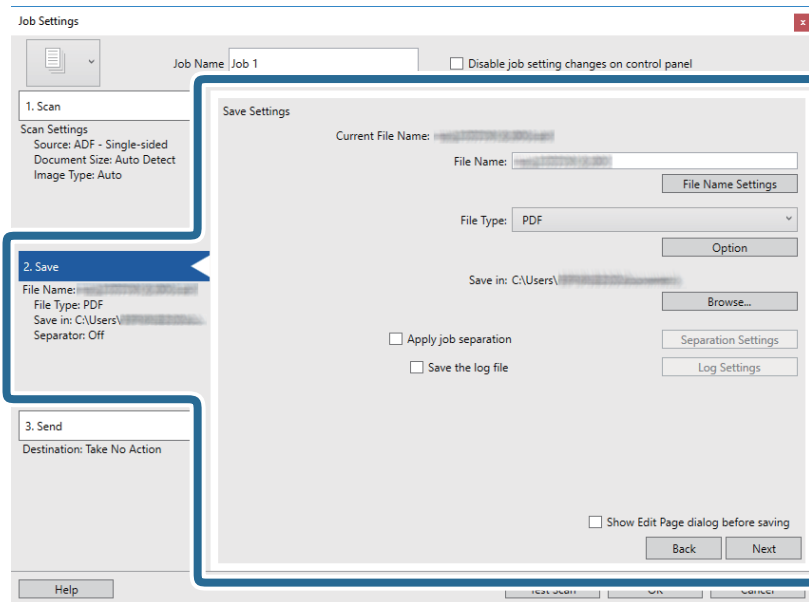 Job Settings
Job Name Job 1
Disable job setting changes on control panel
1. Scan
Scan Settings
Source: ADF - Single-sided
Document Size: Auto Detect
Image Type: Auto
2. Save
File Name:
File Type: PDF
Save in: C:\Users\
Separator: Off
3. Send
Destination: Take No Action
Save Settings
Current File Name:
File Name:
File Name Settings
File Type: PDF
Option
Save in: C:\Users\
Browse...
Apply job separation
Separation Settings
Save the log file
Log Settings
Show Edit Page dialog before saving
Back Next
Help Test Scan OK Cancel